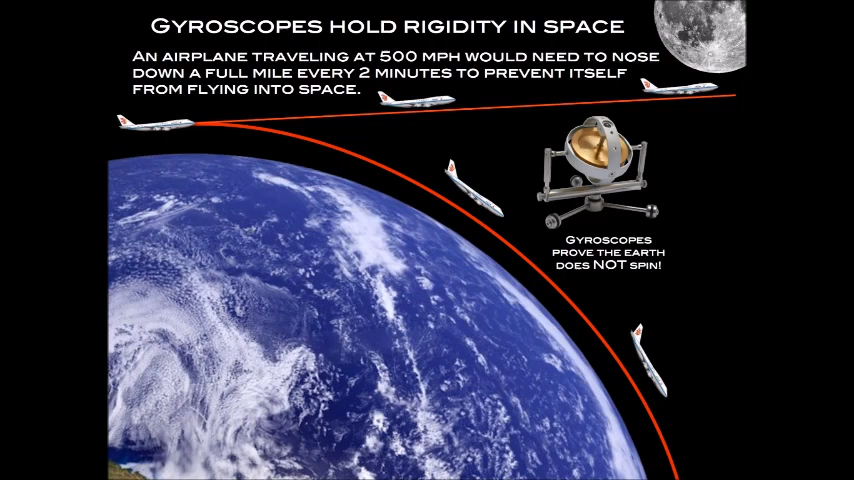 Gyroscopes hold rigidity in space
An airplane traveling at 500 mph would need to nose
down a full mile every 2 minutes to prevent itself
from flying into space.
Gyroscopes
prove the earth
does NOT spin!